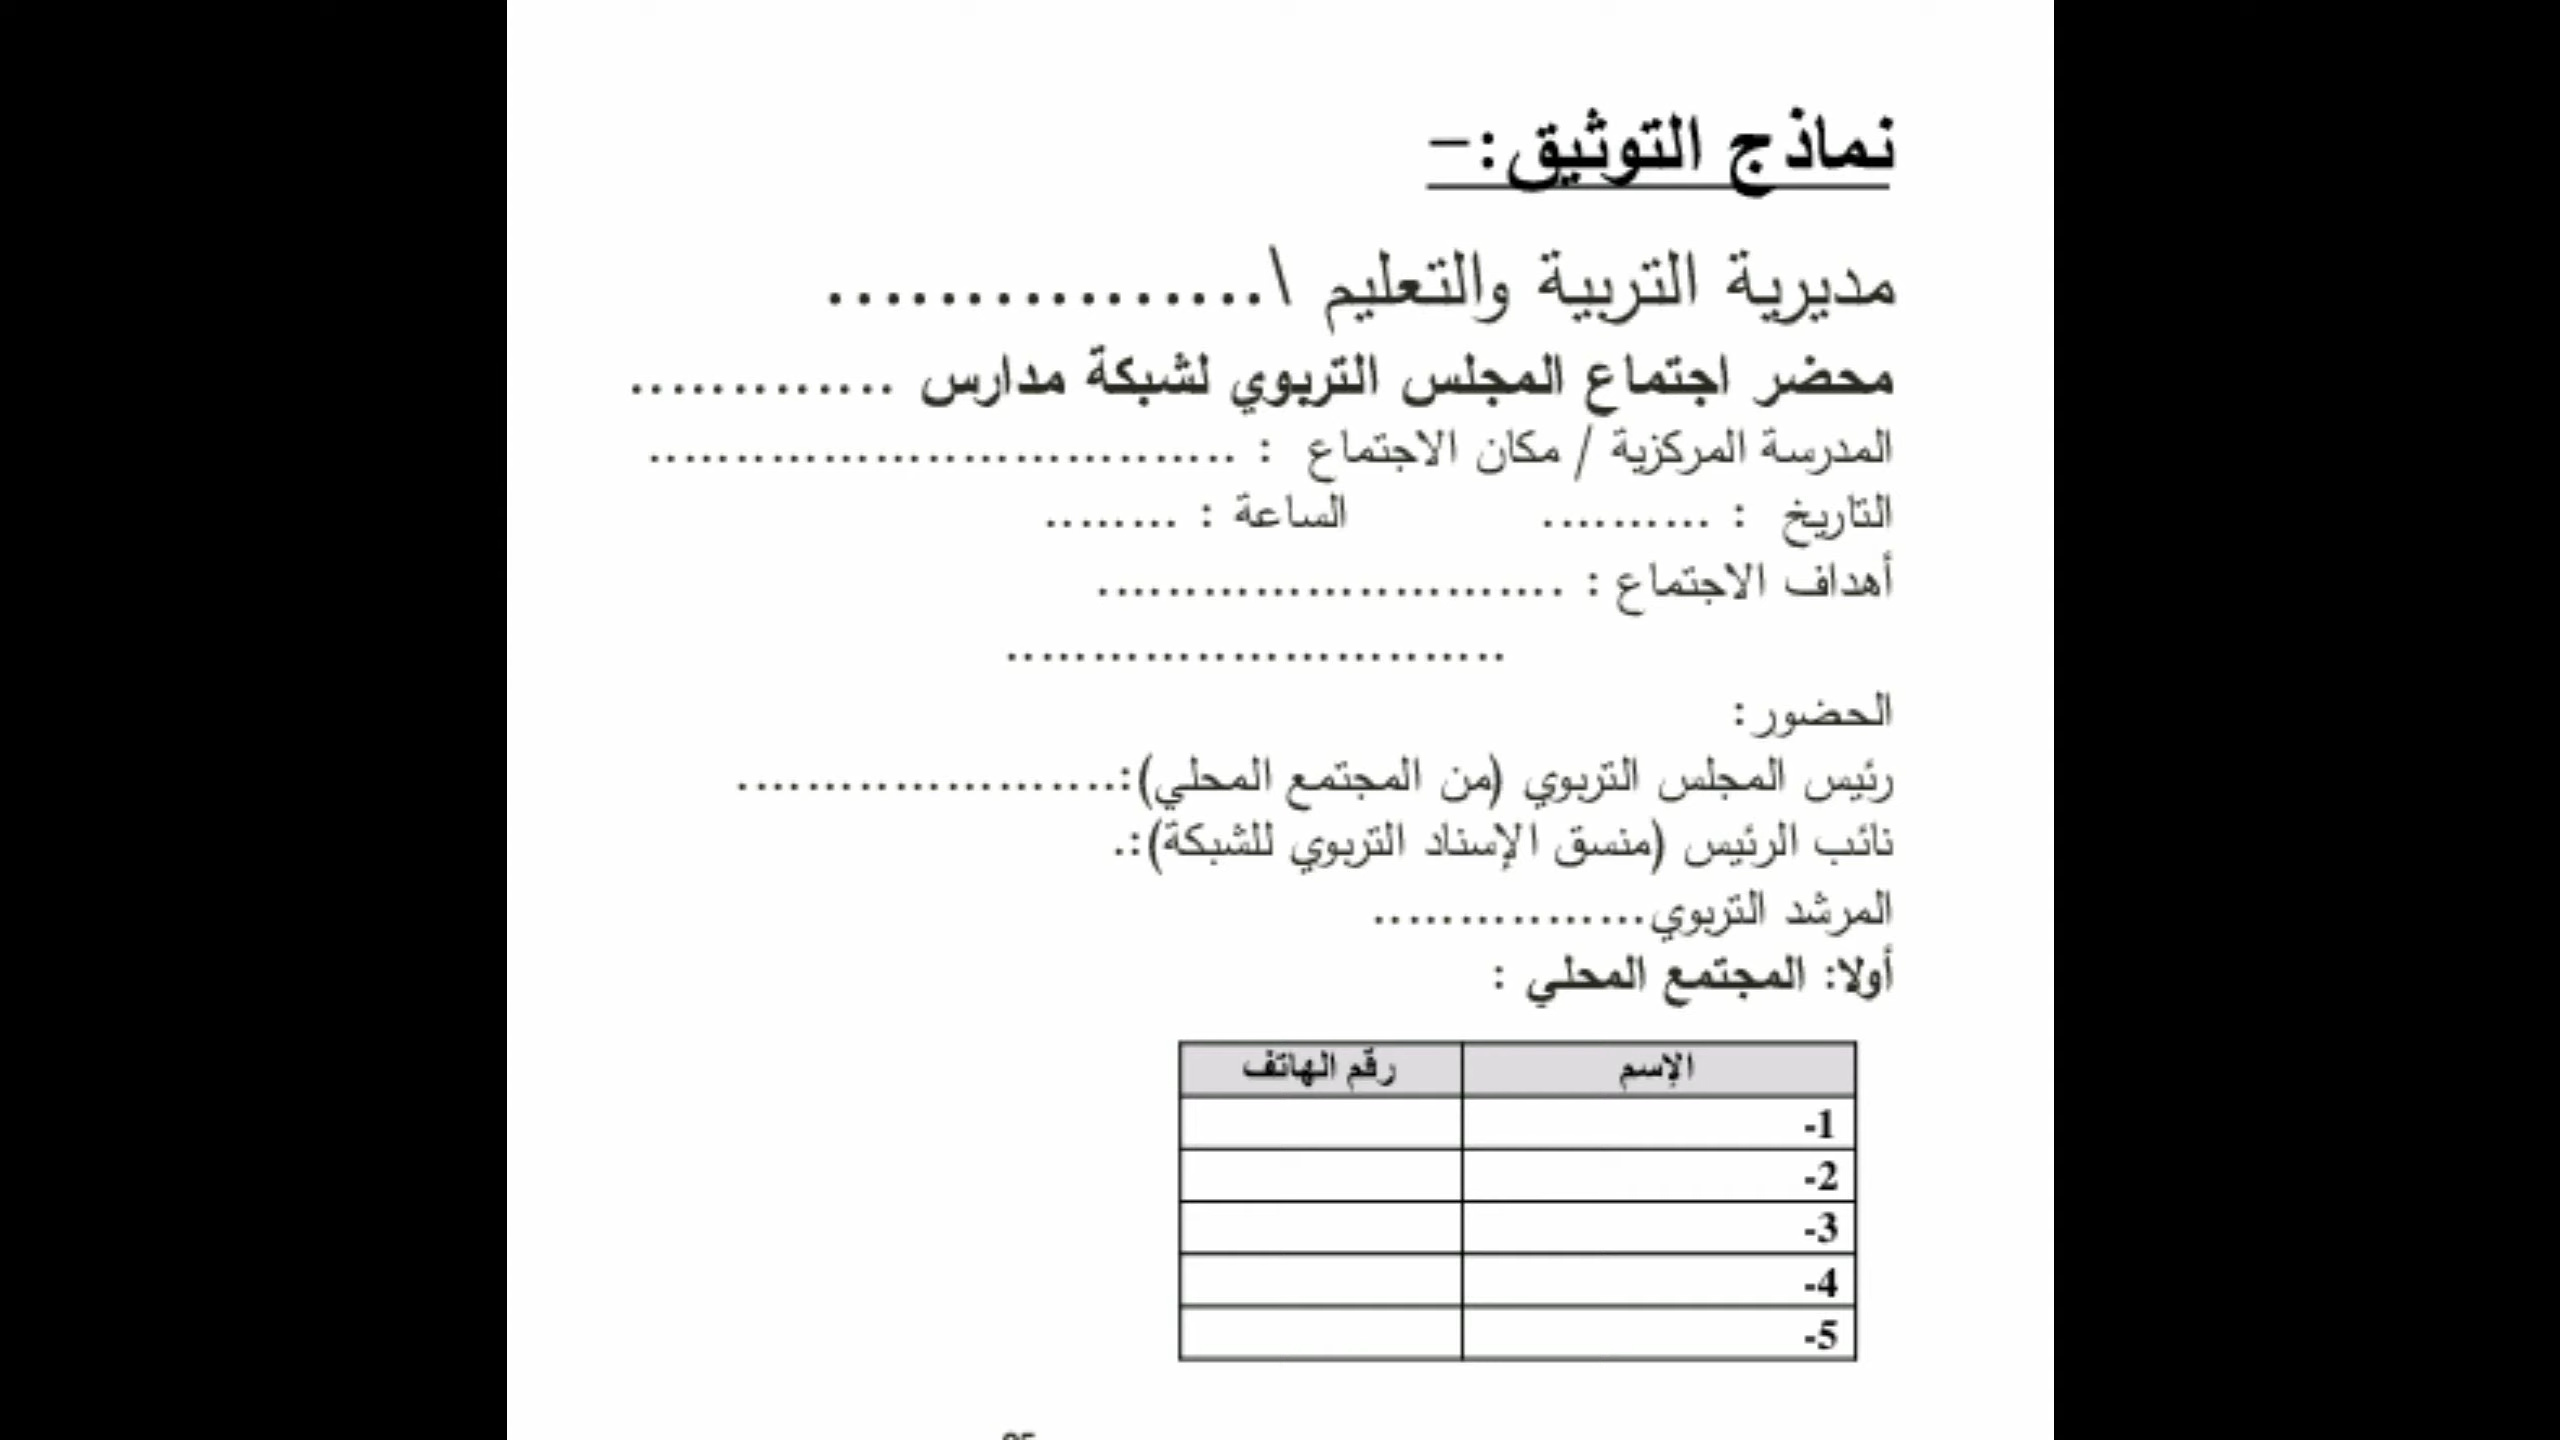 نماذج التوثيق:-
مديرية التربية والتعليم \................
محضر اجتماع المجلس التربوي لشبكة مدارس .............
المدرسة المركزية / مكان الاجتماع : .................................
التاريخ : .......... الساعة : ........
أهداف الاجتماع : ...........................
............................
الحضور:
رئيس المجلس التربوي (من المجتمع المحلي):......................
نائب الرئيس (منسق الإسناد التربوي للشبكة):.
المرشد التربوي................
أولا: المجتمع المحلي :
الإسم رقم الهاتف
1-
2-
3-
4-
5-